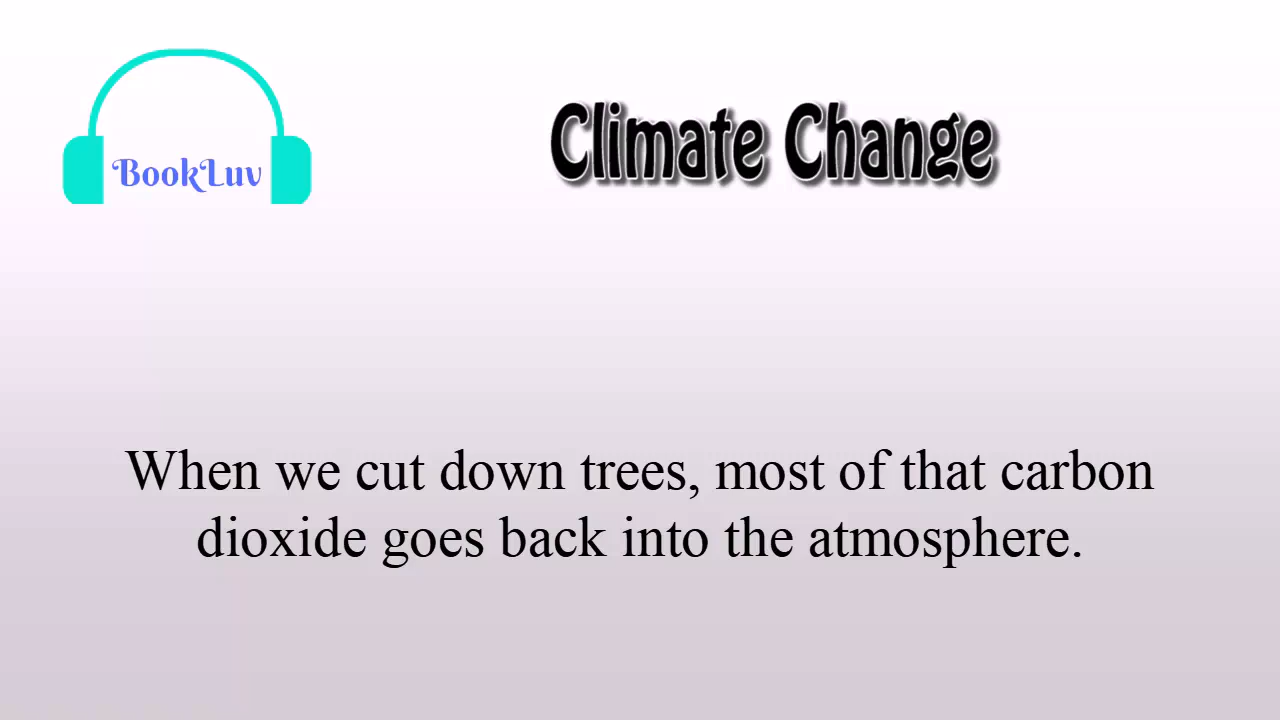 BookLuv
Climate Change
When we cut down trees, most of that carbon
dioxide goes back into the atmosphere.